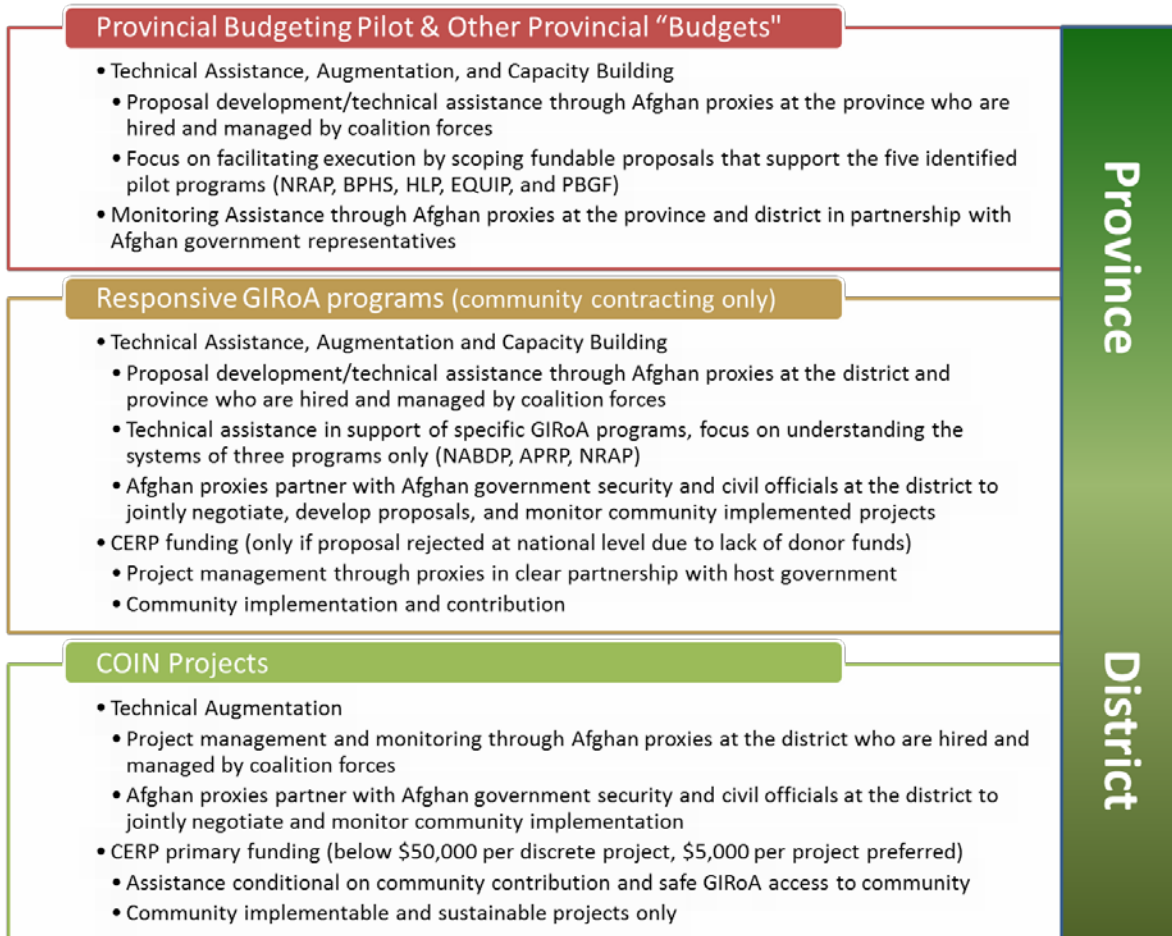 Provincial Budgeting Pilot & Other Provincial “Budgets"
• Technical Assistance, Augmentation, and Capacity Building
• Proposal development/technical assistance through Afghan proxies at the province who are
hired and managed by coalition forces
• Focus on facilitating execution by scoping fundable proposals that support the five identified
pilot programs (NRAP, BPHS, HLP, EQUIP, and PBGF)
• Monitoring Assistance through Afghan proxies at the province and district in partnership with
Afghan government representatives
Responsive GIRoA programs (community contracting only)
• Technical Assistance, Augmentation and Capacity Building
• Proposal development/technical assistance through Afghan proxies at the district and
province who are hired and managed by coalition forces
• Technical assistance in support of specific GIRoA programs, focus on understanding the
systems of three programs only (NABDP, APRP, NRAP)
• Afghan proxies partner with Afghan government security and civil officials at the district to
jointly negotiate, develop proposals, and monitor community implemented projects
• CERP funding (only if proposal rejected at national level due to lack of donor funds)
• Project management through proxies in clear partnership with host government
• Community implementation and contribution
COIN Projects
• Technical Augmentation
• Project management and monitoring through Afghan proxies at the district who are hired and
managed by coalition forces
• Afghan proxies partner with Afghan government security and civil officials at the district to
jointly negotiate and monitor community implementation
• CERP primary funding (below $50,000 per discrete project, $5,000 per project preferred)
• Assistance conditional on community contribution and safe GIRoA access to community
• Community implementable and sustainable projects only
Province
District